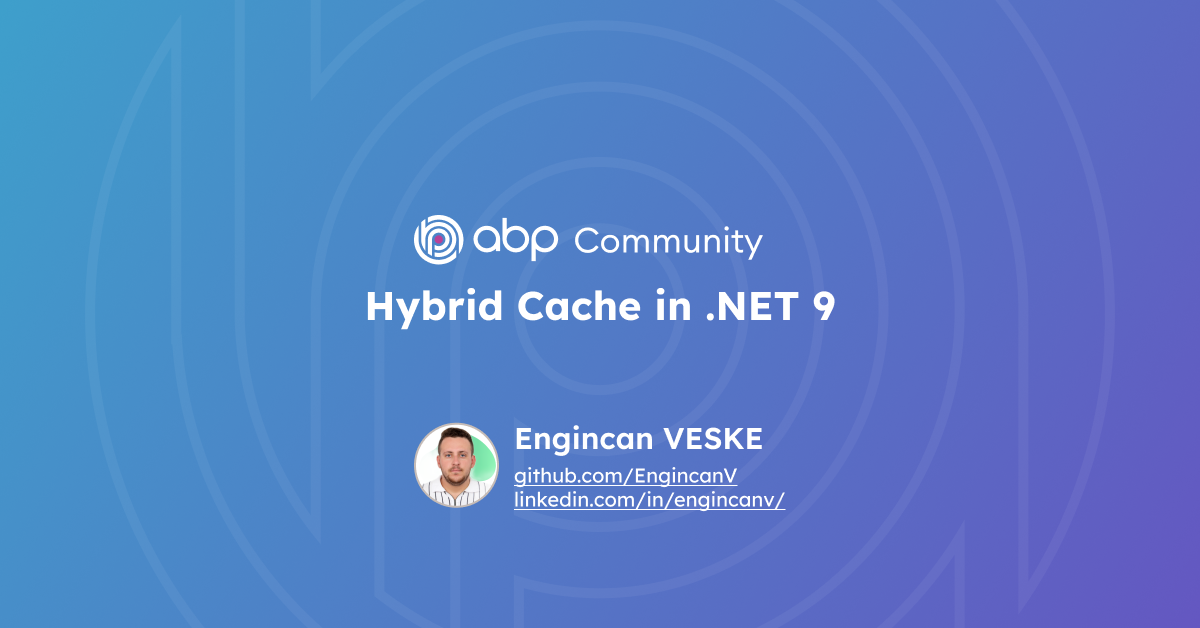 abp Community
Hybrid Cache in .NET 9
Engincan VESKE
github.com/EngincanV
linkedin.com/in/engincanv/